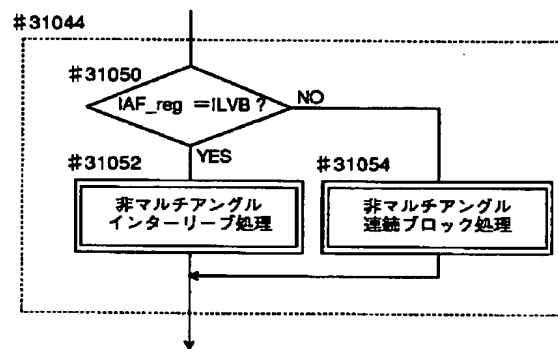 #31044
#31050
IAF_reg =ILVB ?
NO
YES
#31052
#31054
非マルチアングル
インターリーブ処理
非マルチアングル
連続ブロック処理